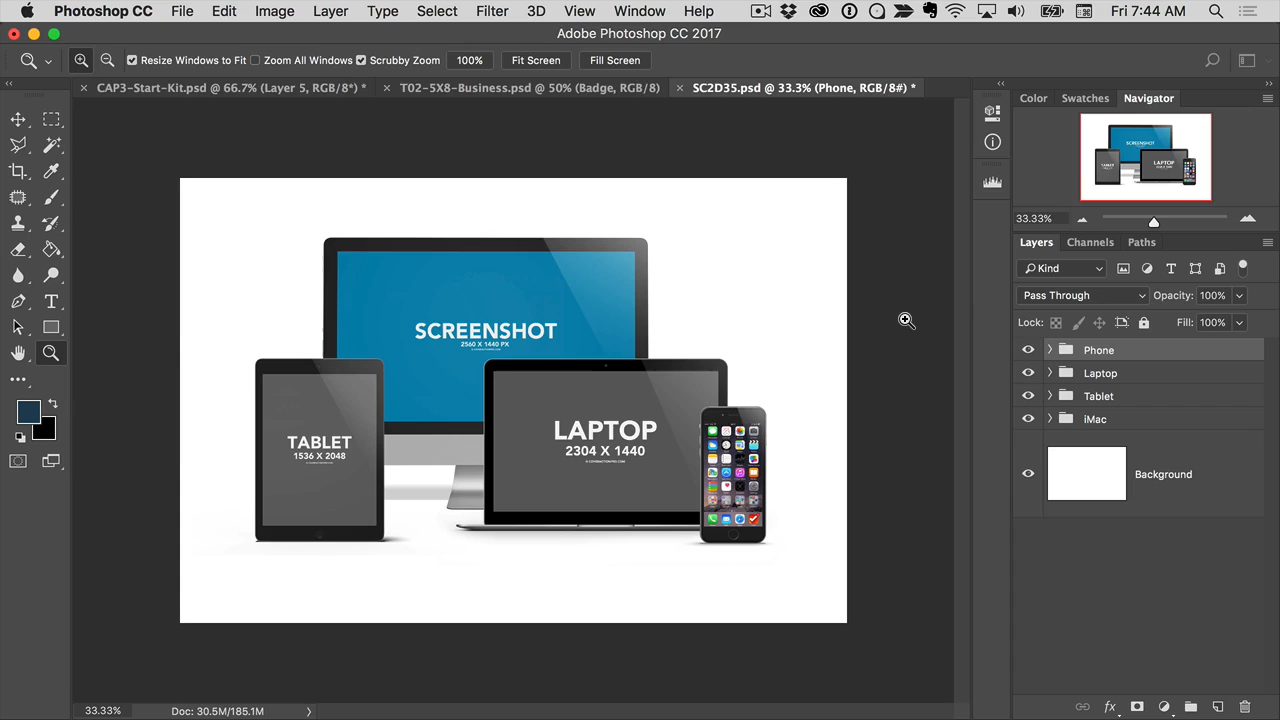 Photoshop CC File Edit Image Layer Type Select Filter 3D View Window Help Fri 7:44 AM
Adobe Photoshop CC 2017
Resize Windows to Fit Zoom All Windows Scrubby Zoom 100% Fit Screen Fill Screen
CAP3-Start-Kit.psd @ 66.7% (Layer 5, RGB/8*) * T02-5X8-Business.psd @ 50% (Badge, RGB/8) SC2D35.psd @ 33.3% (Phone, RGB/8#) *
Color Swatches Navigator
SCREENSHOT
LAPTOP
TABLET
33.33%
Layers Channels Paths
Kind
Pass Through Opacity: 100%
Lock: Fill: 100%
Phone
Laptop
Tablet
iMac
Background
SCREENSHOT
2560 X 1440 PX
TABLET
1536 X 2048
LAPTOP
2304 X 1440
33.33% Doc: 30.5M/185.1M